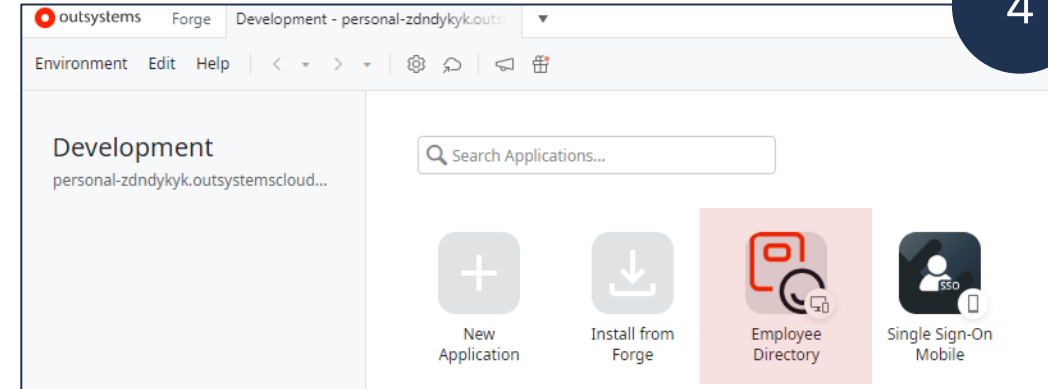 outsystems Forge Development - personal-zdndykyk.outs
4
Environment Edit Help
Development
personal-zdndykyk.outsystemscloud...
Search Applications...
SSO
New Application
Install from Forge
Employee Directory
Single Sign-On Mobile